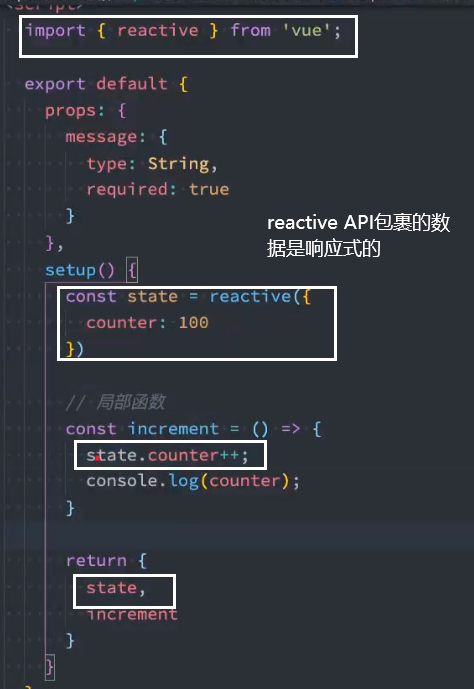 <script>
import { reactive } from 'vue';
export default {
props: {
message: {
type: String,
required: true
}
},
reactive API包裹的数
据是响应式的
setup() {
const state = reactive({
counter: 100
})
// 局部函数
const increment = () => {
state.counter++;
console.log(counter);
}
return {
state,
increment
}
}
}